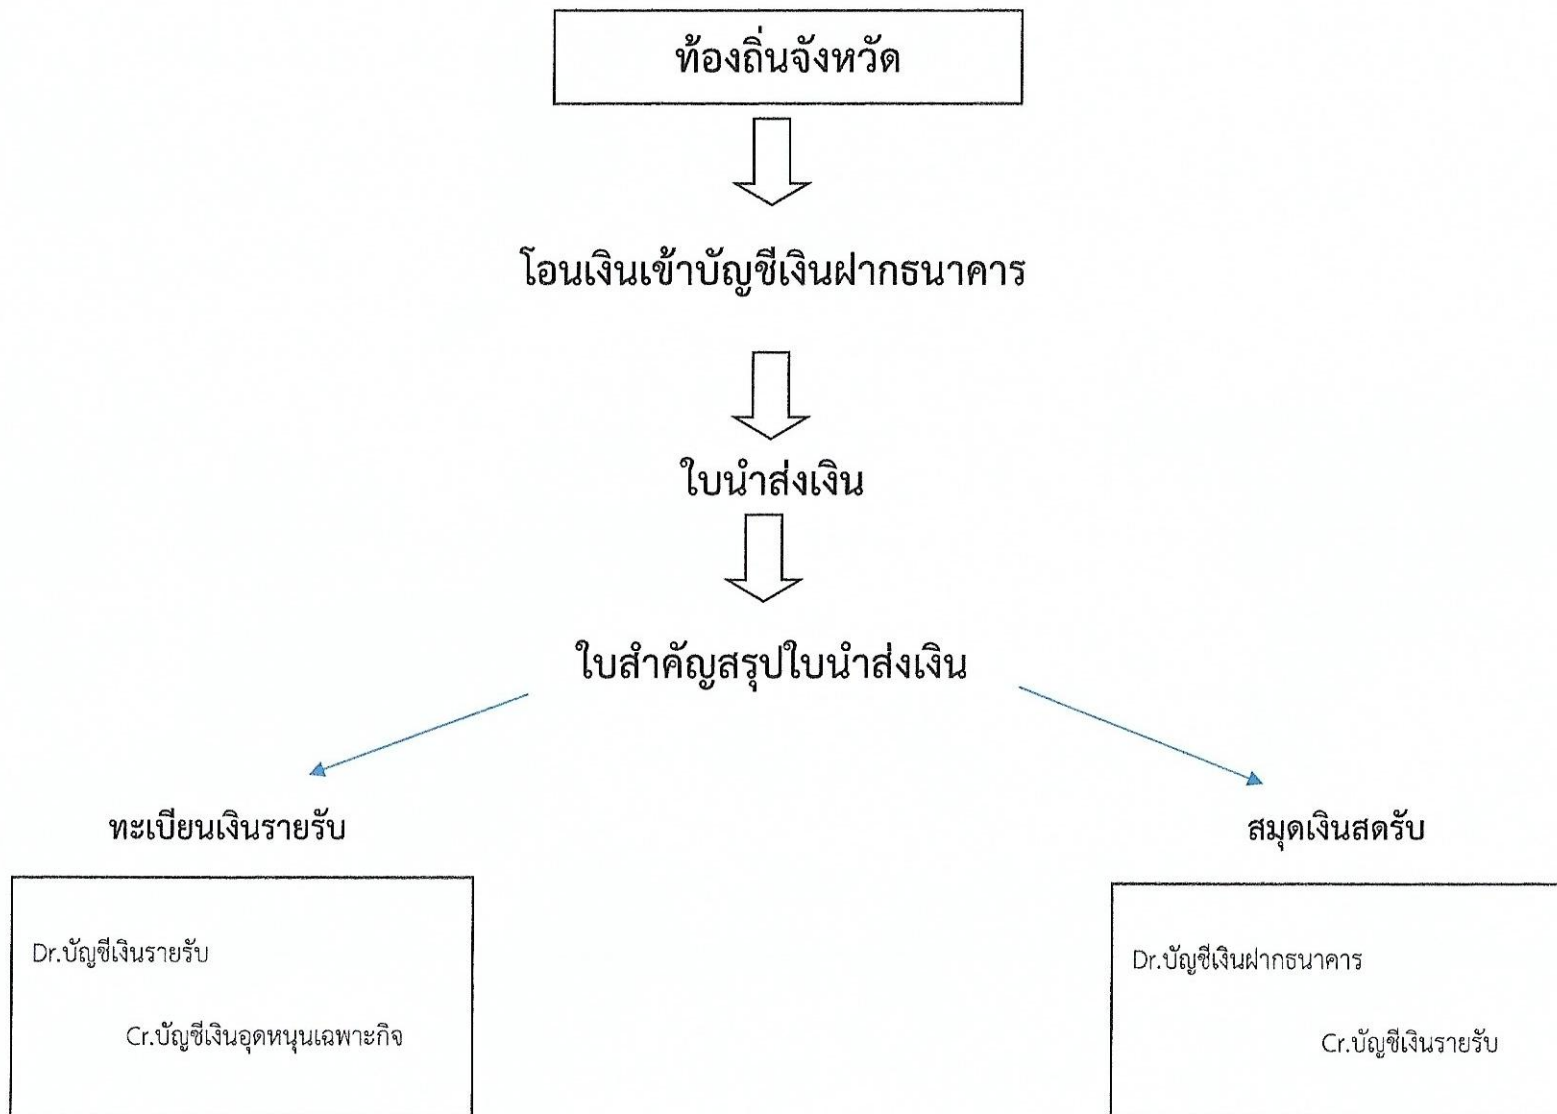 ท้องถิ่นจังหวัด
โอนเงินเข้าบัญชีเงินฝากธนาคาร
ใบนำส่งเงิน
ใบสำคัญสรุปใบนำส่งเงิน
ทะเบียนเงินรายรับ
สมุดเงินสดรับ
Dr.บัญชีเงินรายรับ
Cr.บัญชีเงินอุดหนุนเฉพาะกิจ
Dr.บัญชีเงินฝากธนาคาร
Cr.บัญชีเงินรายรับ